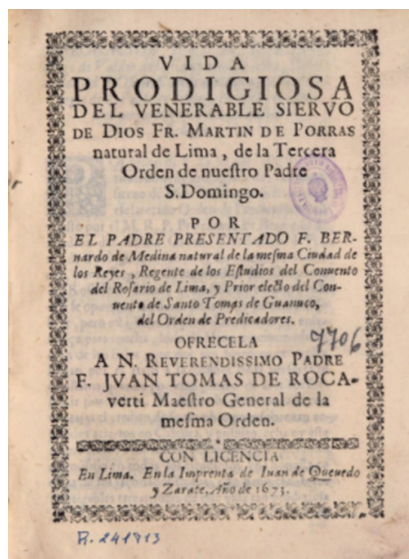 VIDA
PRODIGIOSA
DEL VENERABLE SIERVO
DE DIOS FR. MARTIN DE PORRAS
natural de Lima, de la Tercera
Orden de nuestro Padre
S. Domingo.
POR
EL PADRE PRESENTADO F. BER-
nardo de Medina natural de la mesma Ciudad de
los Reyes, Regente de los Estudios del Convento
del Rosario de Lima, y Prior electo del Con-
uento de Santo Tomas de Guanuco,
del Orden de Predicadores.
OFRECELA
7706
A N. REVERENDISSIMO PADRE
F. JVAN TOMAS DE ROCA-
verti Maestro General de la
mesma Orden.
CON LICENCIA
En Lima. En la Imprenta de Iuan de Quevedo
y Zarate. Año de 1673.
R. 241813